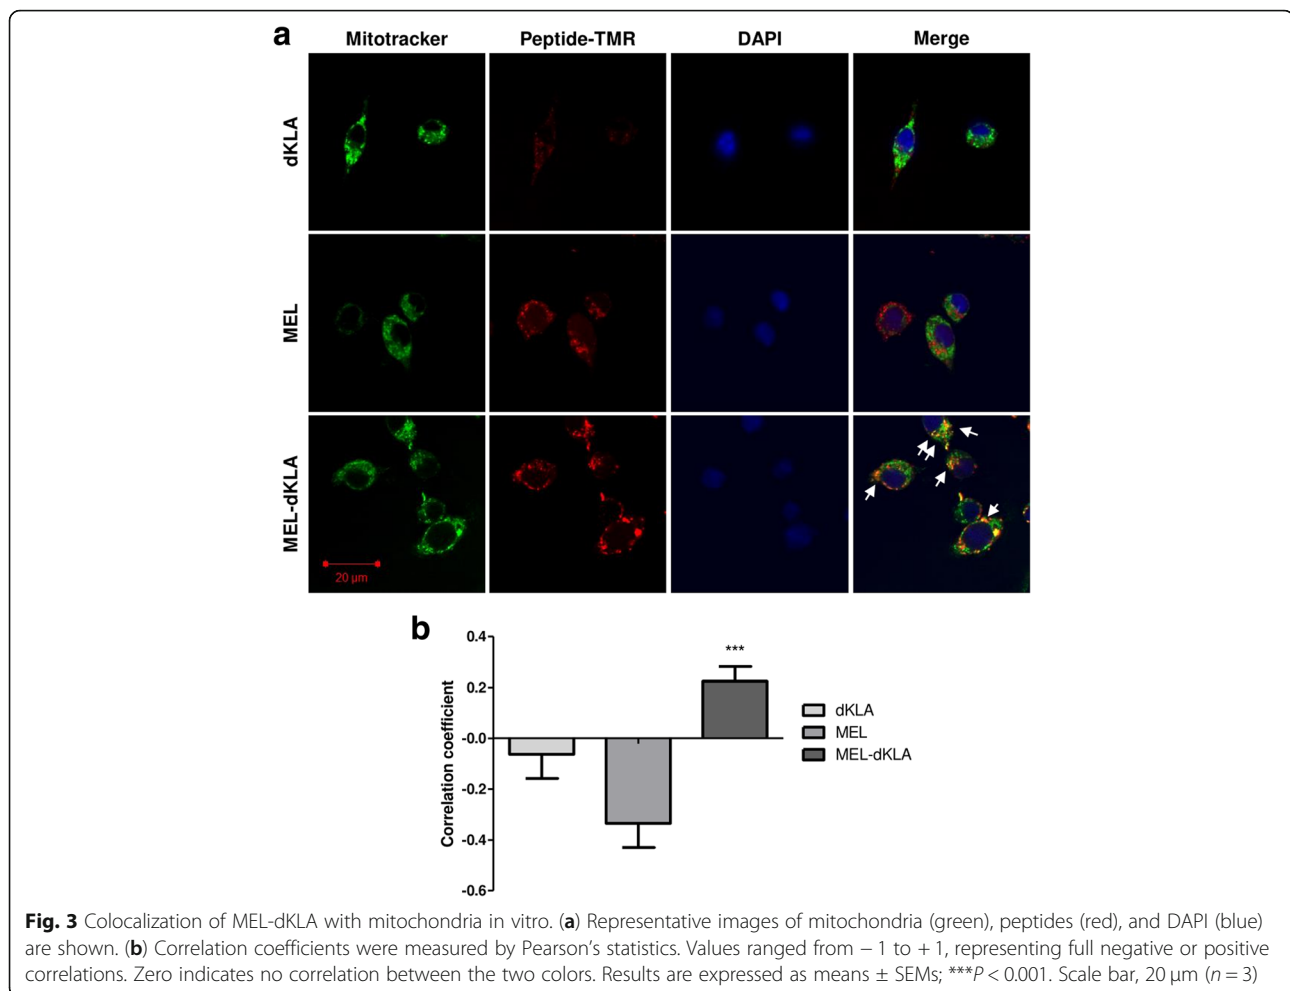 a
Mitotracker Peptide-TMR DAPI Merge
dKLA
MEL
MEL-dKLA
20 µm
b
Correlation coefficient
0.4
0.2
-0.0
-0.2
-0.4
-0.6
***
dKLA
MEL
MEL-dKLA
Fig. 3 Colocalization of MEL-dKLA with mitochondria in vitro. (a) Representative images of mitochondria (green), peptides (red), and DAPI (blue)
are shown. (b) Correlation coefficients were measured by Pearson’s statistics. Values ranged from − 1 to + 1, representing full negative or positive
correlations. Zero indicates no correlation between the two colors. Results are expressed as means ± SEMs; ***P < 0.001. Scale bar, 20 µm (n = 3)